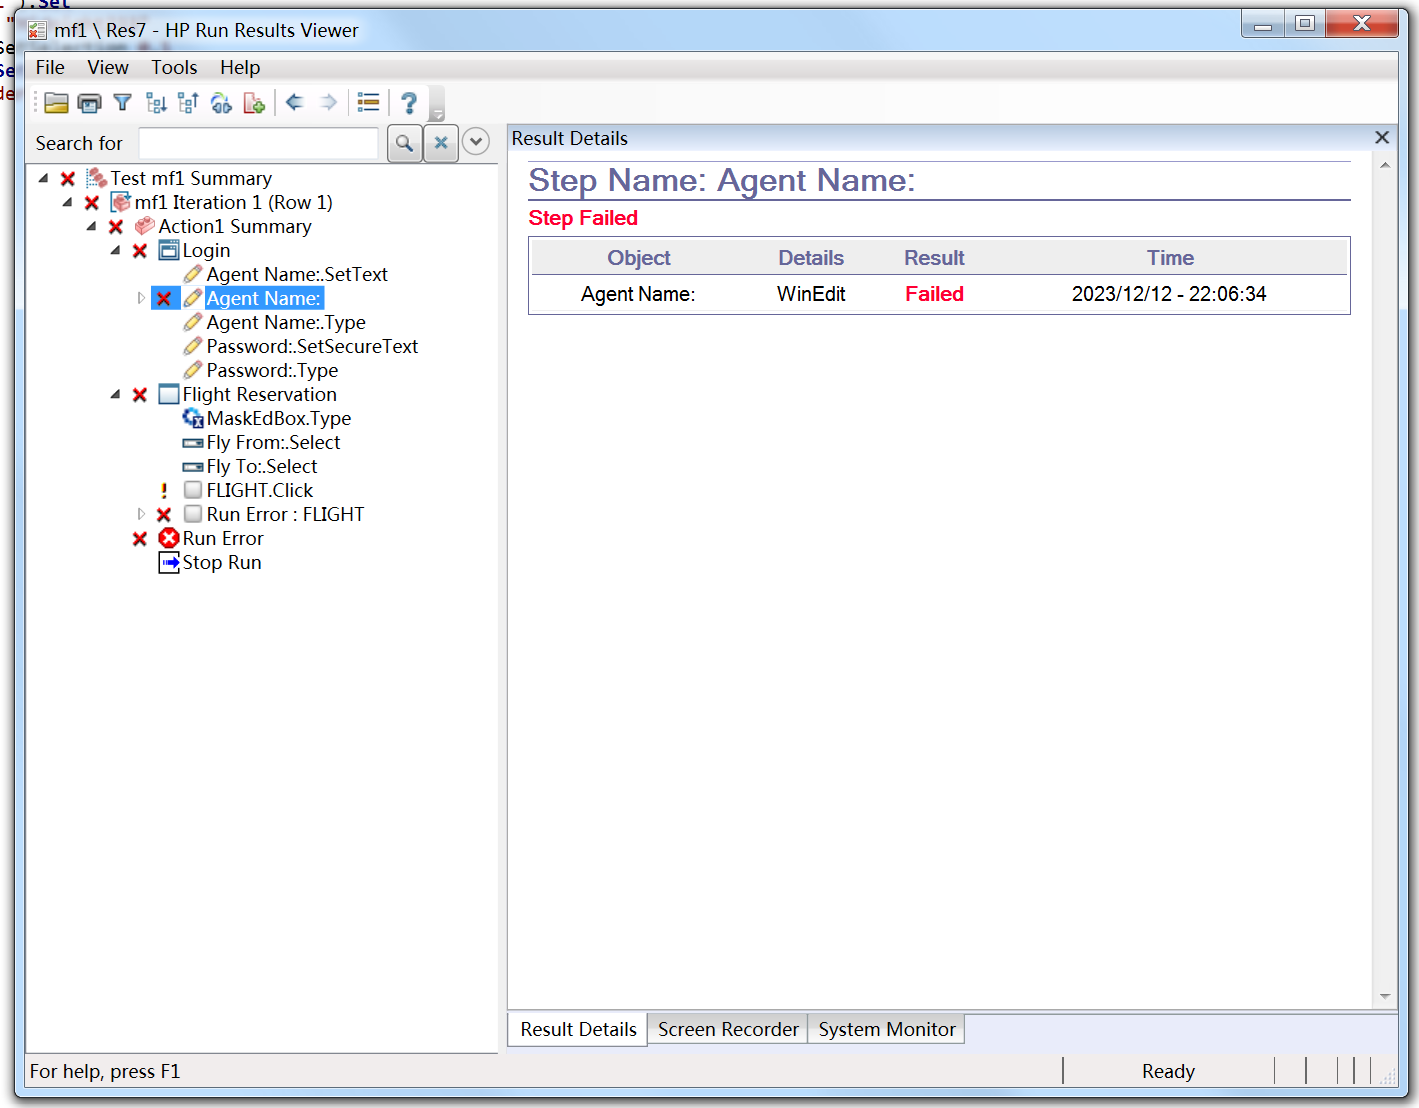 ).Set
mf1 \ Res7 - HP Run Results Viewer
File View Tools Help
Search for
Test mf1 Summary
mf1 Iteration 1 (Row 1)
Action1 Summary
Login
Agent Name:.SetText
Agent Name:
Agent Name:.Type
Password:.SetSecureText
Password:.Type
Flight Reservation
MaskEdBox.Type
Fly From:.Select
Fly To:.Select
FLIGHT.Click
Run Error : FLIGHT
Run Error
Stop Run
Result Details
Step Name: Agent Name:
Step Failed
Object Details Result Time
Agent Name: WinEdit Failed 2023/12/12 - 22:06:34
Result Details Screen Recorder System Monitor
For help, press F1 Ready